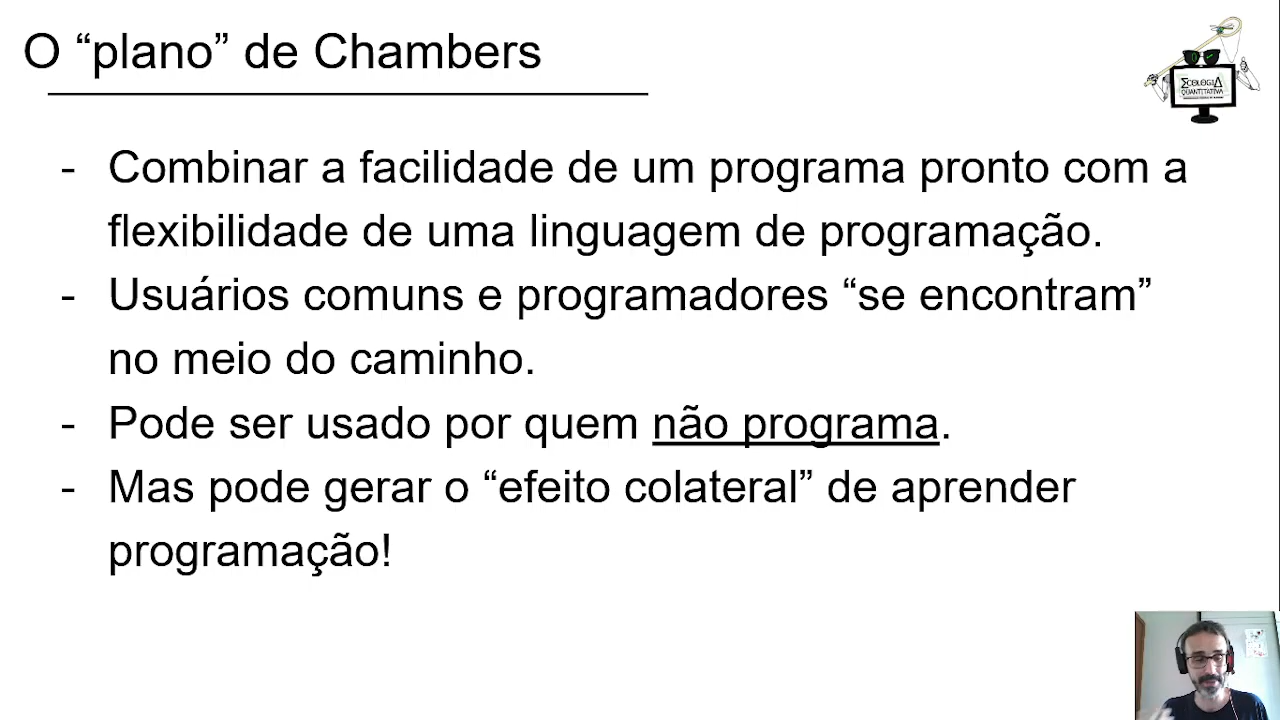 O “plano” de Chambers
ECOLOGIA
QUANTITATIVA
- Combinar a facilidade de um programa pronto com a
flexibilidade de uma linguagem de programação.
- Usuários comuns e programadores “se encontram”
no meio do caminho.
- Pode ser usado por quem não programa.
- Mas pode gerar o “efeito colateral” de aprender
programação!